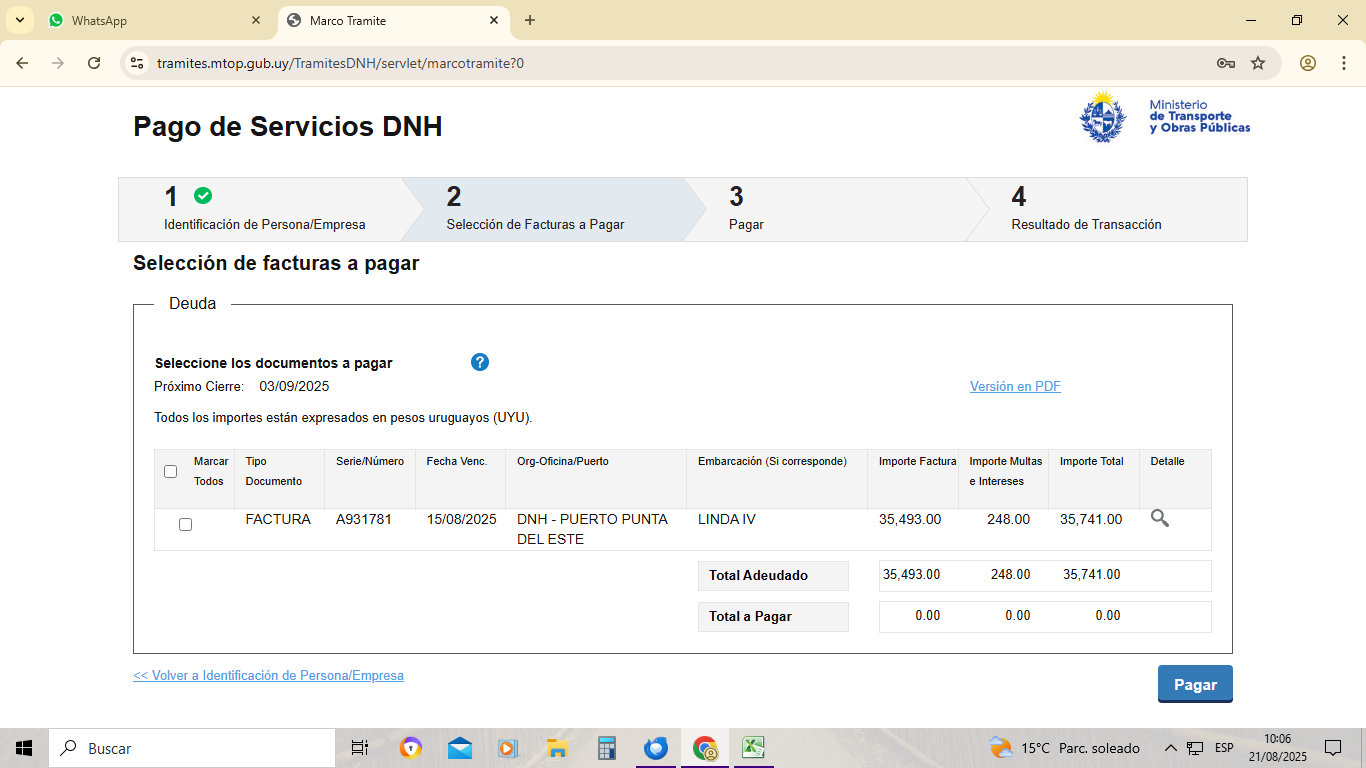 WhatsApp
Marco Tramite
tramites.mtop.gub.uy/TramitesDNH/servlet/marcotramite?0
Pago de Servicios DNH
Ministerio
de Transporte
y Obras Públicas
1
Identificación de Persona/Empresa
2
Selección de Facturas a Pagar
3
Pagar
4
Resultado de Transacción
Selección de facturas a pagar
Deuda
Seleccione los documentos a pagar ?
Próximo Cierre: 03/09/2025
Versión en PDF
Todos los importes están expresados en pesos uruguayos (UYU).
Marcar Tipo Serie/Número Fecha Venc. Org-Oficina/Puerto Embarcación (Si corresponde) Importe Factura Importe Multas Importe Total Detalle
Todos Documento e Intereses
FACTURA A931781 15/08/2025 DNH - PUERTO PUNTA LINDA IV 35,493.00 248.00 35,741.00
DEL ESTE
Total Adeudado 35,493.00 248.00 35,741.00
Total a Pagar 0.00 0.00 0.00
<< Volver a Identificación de Persona/Empresa
Pagar
Buscar
15°C Parc. soleado
ESP
10:06
21/08/2025